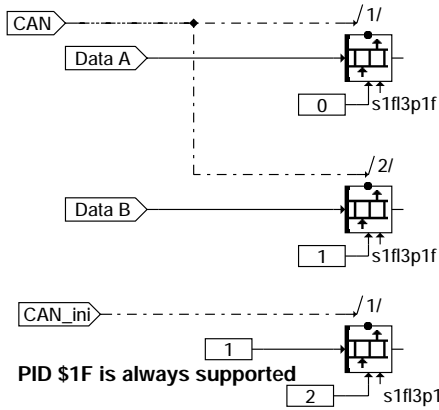 CAN
1/
Data A
0
s1fl3p1f
2/
Data B
1
s1fl3p1f
CAN_ini
1/
1
PID $1F is always supported
2
s1fl3p1